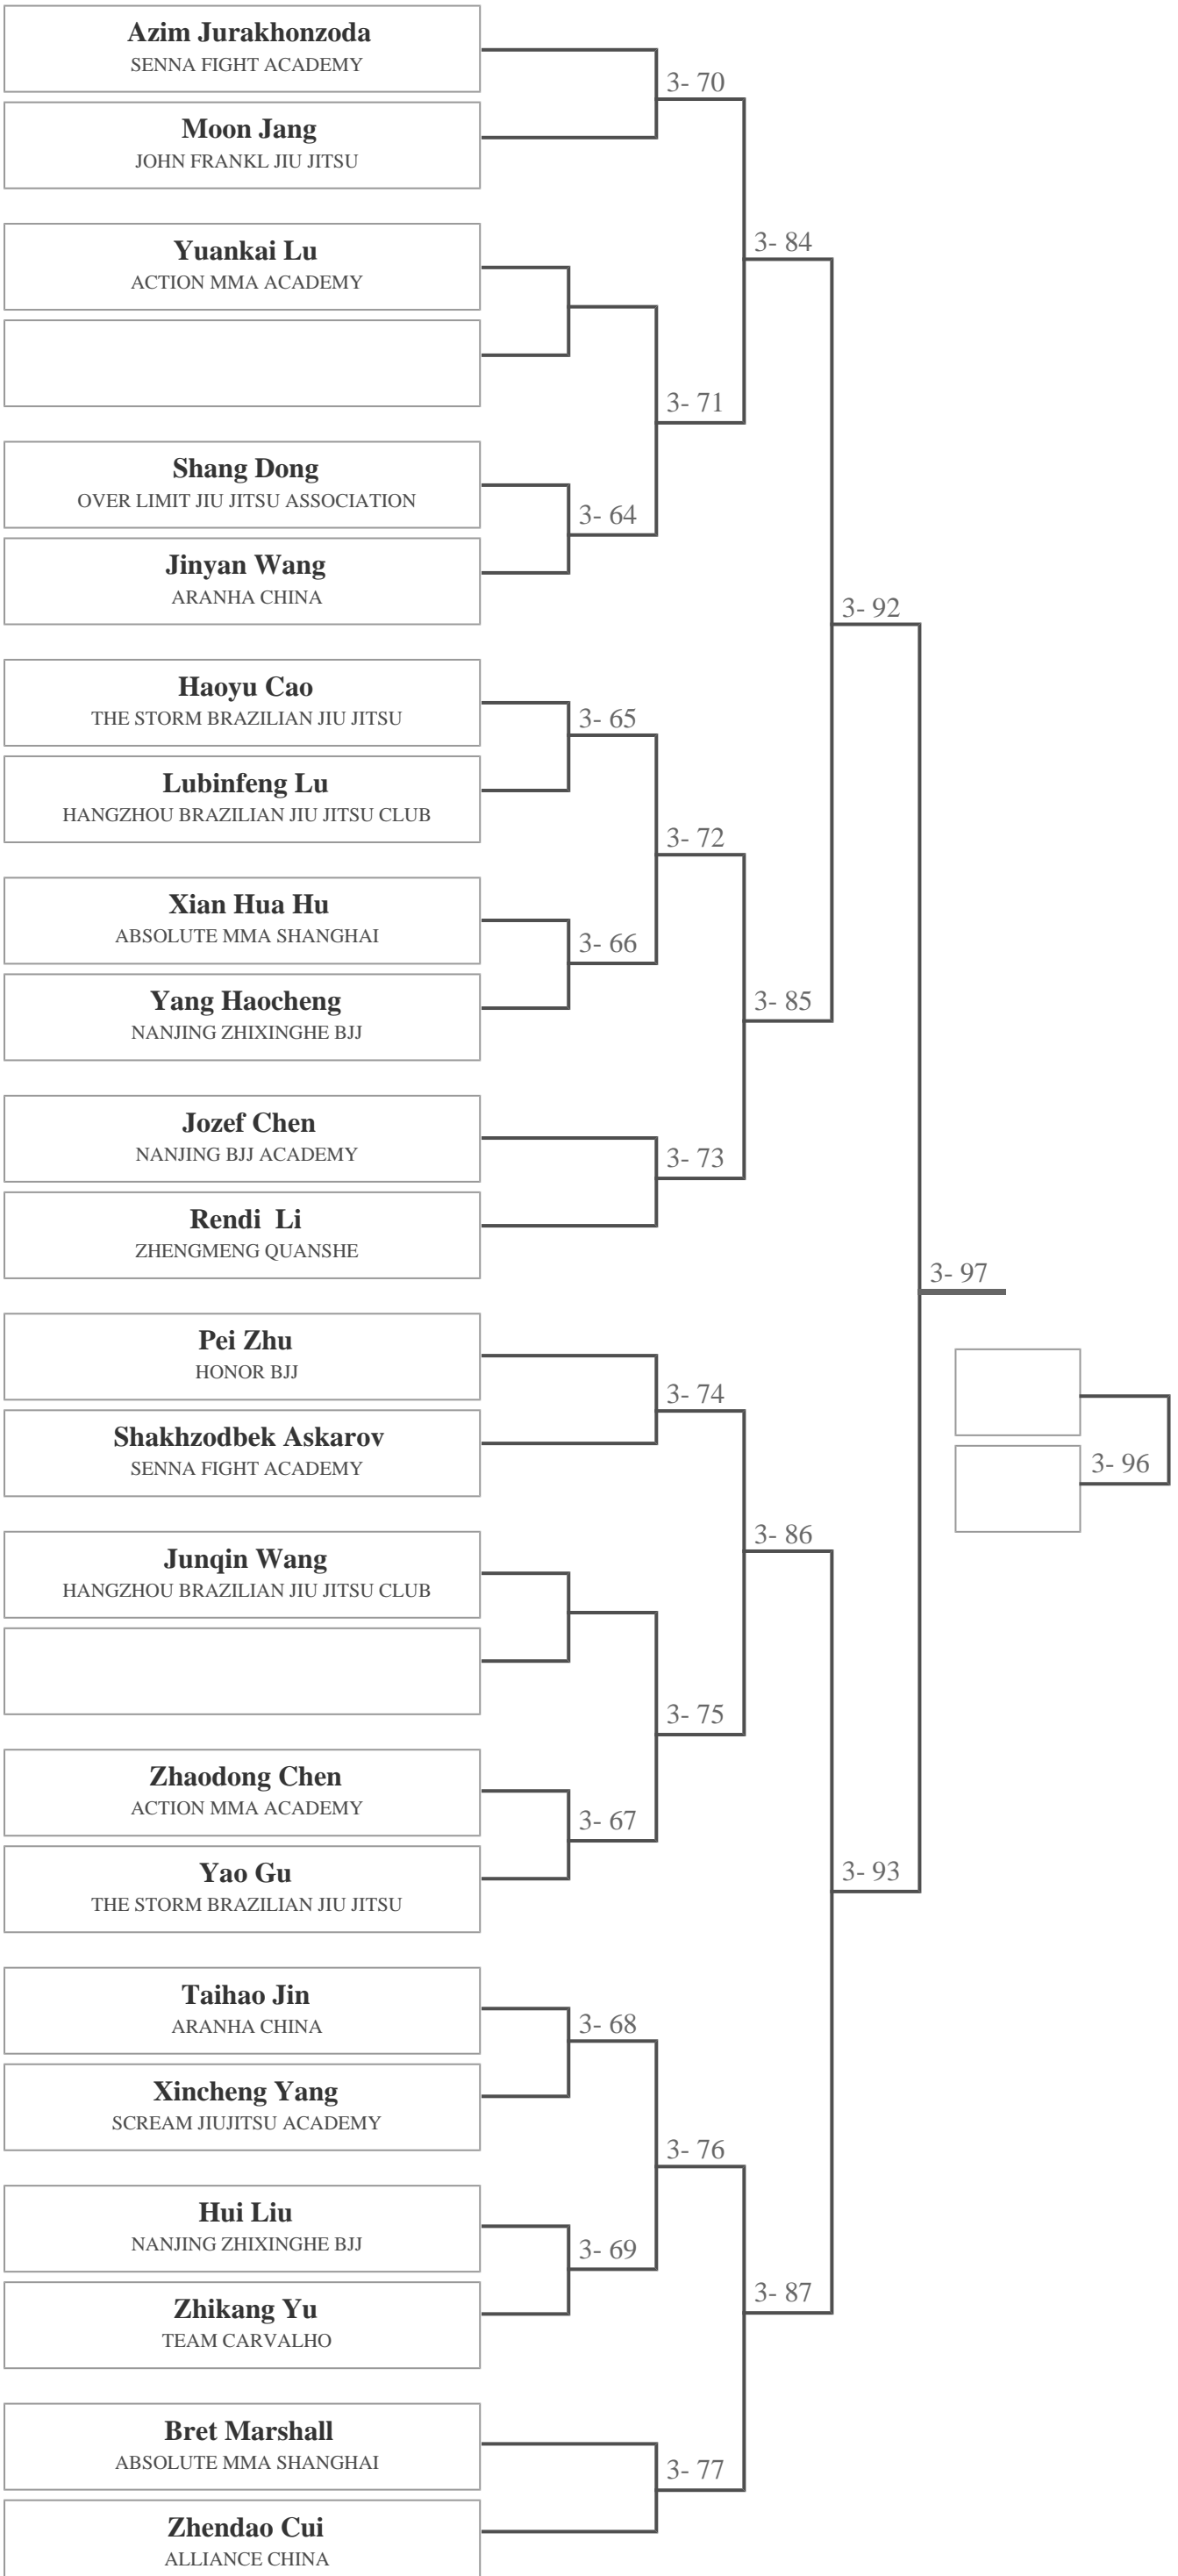 Azim Jurakhonzoda
SENNA FIGHT ACADEMY
3- 70
Moon Jang
JOHN FRANKL JIU JITSU
Yuankai Lu
ACTION MMA ACADEMY
3- 84
3- 71
Shang Dong
OVER LIMIT JIU JITSU ASSOCIATION
3- 64
Jinyan Wang
ARANHA CHINA
3- 92
Haoyu Cao
THE STORM BRAZILIAN JIU JITSU
3- 65
Lubinfeng Lu
HANGZHOU BRAZILIAN JIU JITSU CLUB
3- 72
Xian Hua Hu
ABSOLUTE MMA SHANGHAI
3- 66
Yang Haocheng
NANJING ZHIXINGHE BJJ
3- 85
Jozef Chen
NANJING BJJ ACADEMY
3- 73
Rendi  Li
ZHENGMENG QUANSHE
3- 97
Pei Zhu
HONOR BJJ
3- 74
Shakhzodbek Askarov
SENNA FIGHT ACADEMY
3- 96
3- 86
Junqin Wang
HANGZHOU BRAZILIAN JIU JITSU CLUB
3- 75
Zhaodong Chen
ACTION MMA ACADEMY
3- 67
Yao Gu
THE STORM BRAZILIAN JIU JITSU
3- 93
Taihao Jin
ARANHA CHINA
3- 68
Xincheng Yang
SCREAM JIUJITSU ACADEMY
3- 76
Hui Liu
NANJING ZHIXINGHE BJJ
3- 69
Zhikang Yu
TEAM CARVALHO
3- 87
Bret Marshall
ABSOLUTE MMA SHANGHAI
3- 77
Zhendao Cui
ALLIANCE CHINA